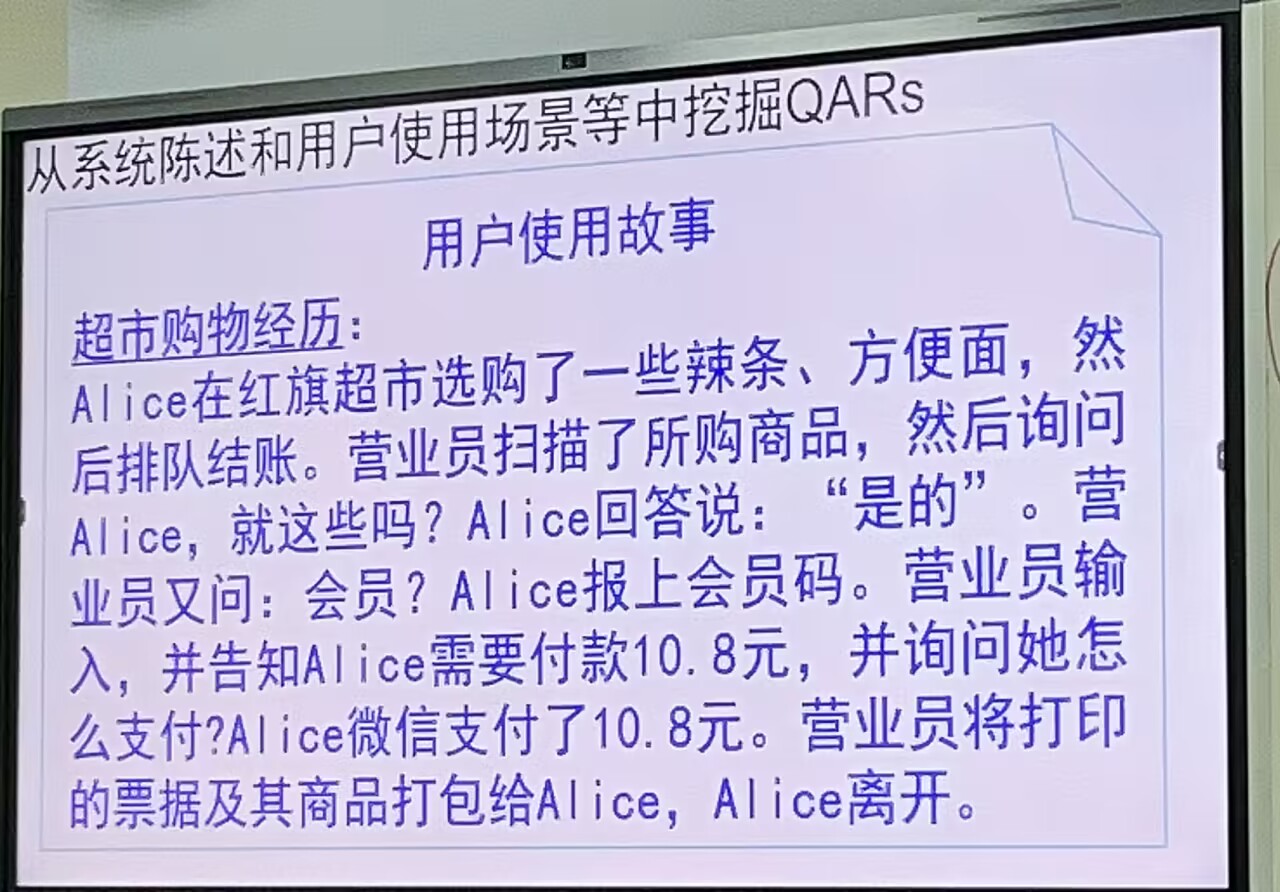 从系统陈述和用户使用场景等中挖掘QARs
用户使用故事
超市购物经历：
Alice在红旗超市选购了一些辣条、方便面，然
后排队结账。营业员扫描了所购商品，然后询问
Alice，就这些吗？Alice回答说：“是的”。营
业员又问：会员？Alice报上会员码。营业员输
入，并告知Alice需要付款10.8元，并询问她怎
么支付?Alice微信支付了10.8元。营业员将打印
的票据及其商品打包给Alice，Alice离开。